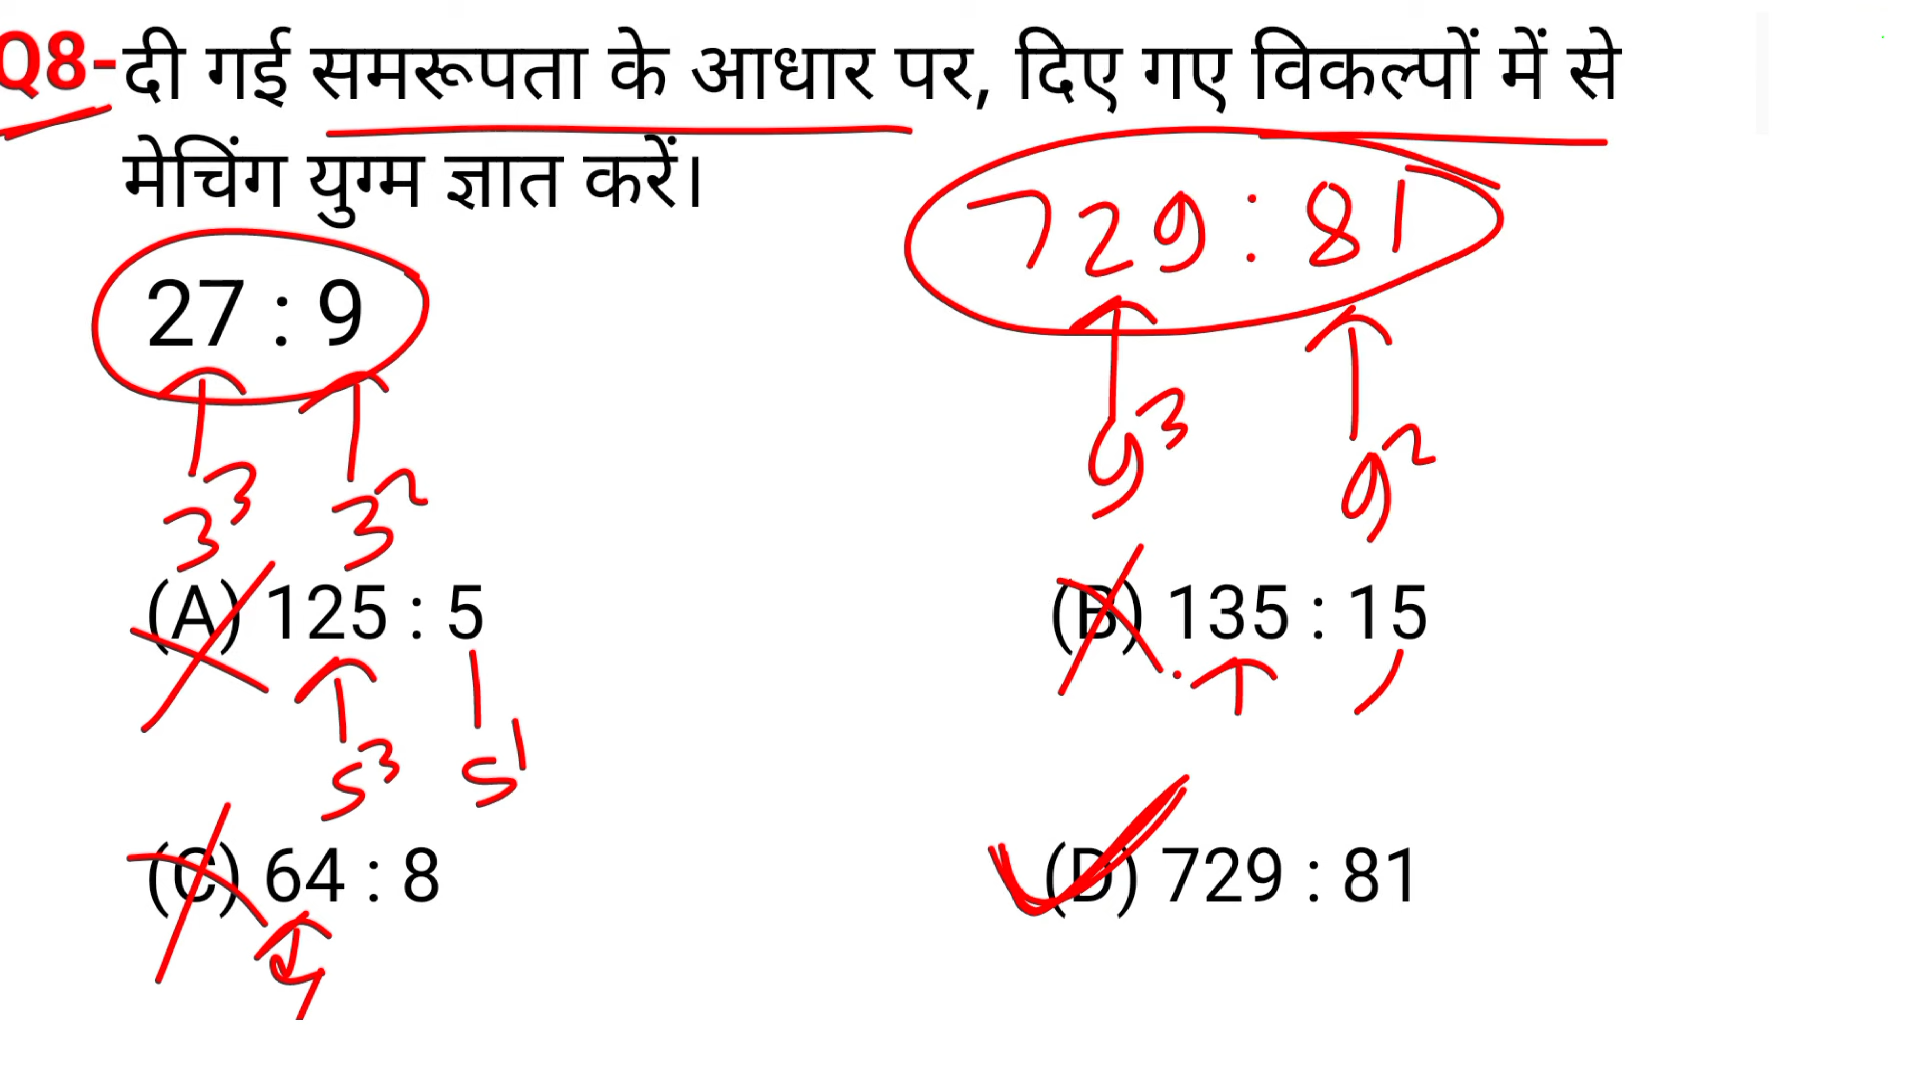 Q8-दी गई समरूपता के आधार पर, दिए गए विकल्पों में से
मेचिंग युग्म ज्ञात करें।
729 : 81
27 : 9
9³ 9²
3³ 3²
(A) 125 : 5 (B) 135 : 15
5³ 5¹
(C) 64 : 8 (D) 729 : 81
4